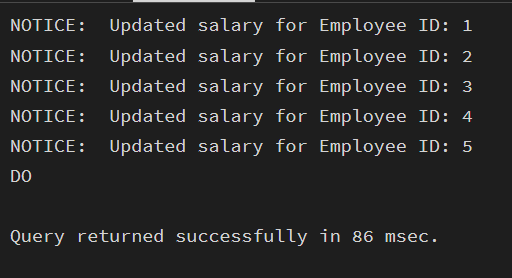 NOTICE:  Updated salary for Employee ID: 1
NOTICE:  Updated salary for Employee ID: 2
NOTICE:  Updated salary for Employee ID: 3
NOTICE:  Updated salary for Employee ID: 4
NOTICE:  Updated salary for Employee ID: 5
DO
Query returned successfully in 86 msec.